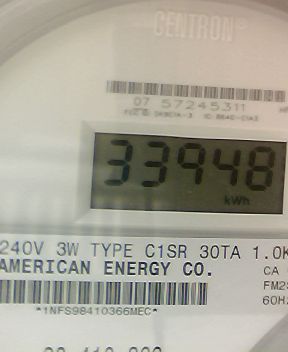 CENTRON®
07 57245311
33948
kWh
240V 3W TYPE C1SR 30TA 1.0K
AMERICAN ENERGY CO.
CA
FM2S
60HZ
*1NFS98410366MEC*